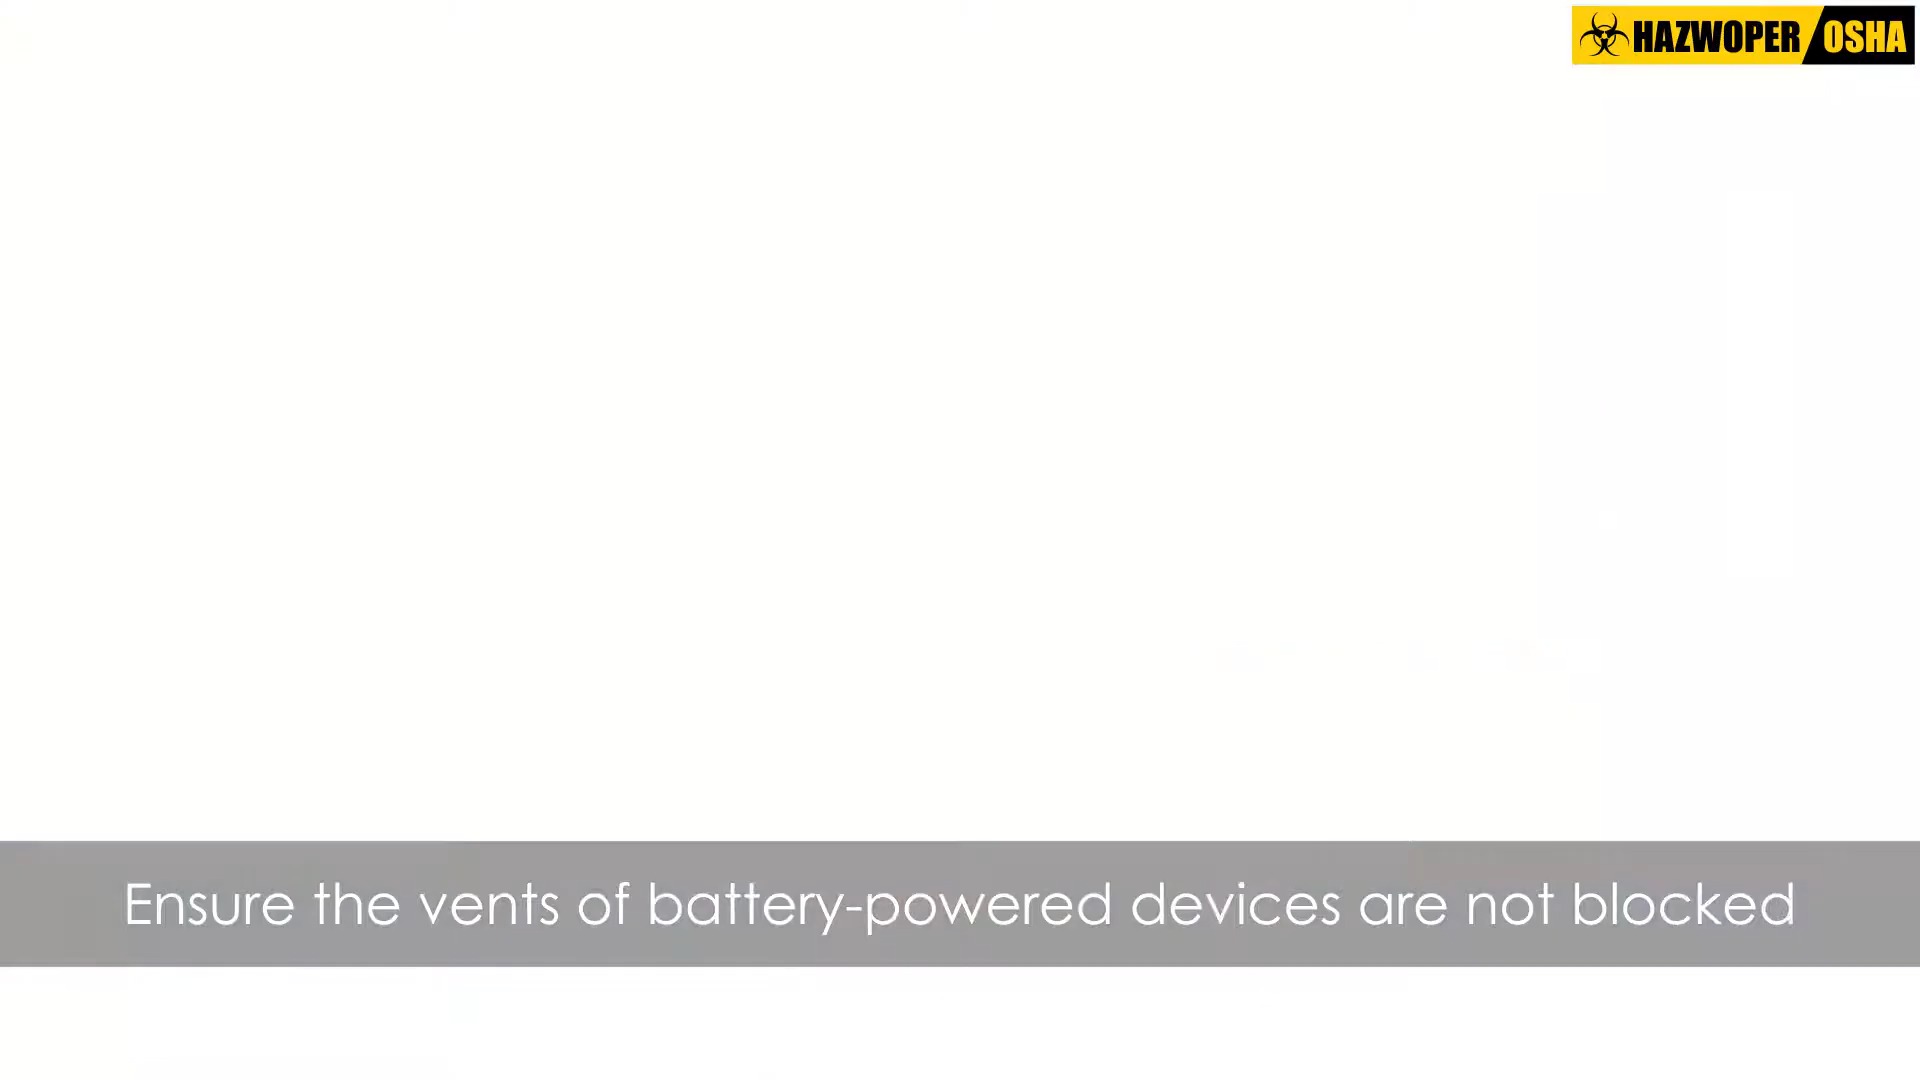 HAZWOPER OSHA
Ensure the vents of battery-powered devices are not blocked